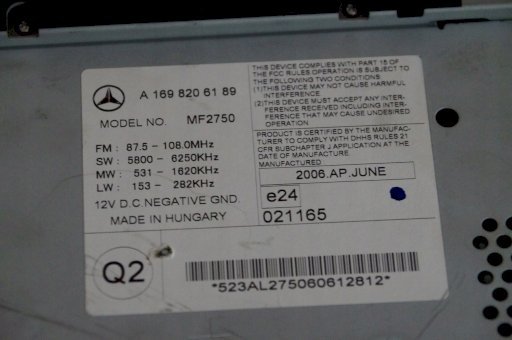 A 169 820 61 89
MODEL NO. MF2750
FM : 87.5 - 108.0MHz
SW : 5800 - 6250KHz
MW : 531 - 1620KHz
LW : 153 - 282KHz
12V D.C. NEGATIVE GND.
MADE IN HUNGARY
THIS DEVICE COMPLIES WITH PART 15 OF
THE FCC RULES OPERATION IS SUBJECT TO
THE FOLLOWING TWO CONDITIONS
(1)THIS DEVICE MAY NOT CAUSE HARMFUL
INTERFERENCE
(2)THIS DEVICE MUST ACCEPT ANY INTER-
FERENCE RECEIVED INCLUDING INTER-
FERENCE THAT MAY CAUSE UNDESIRED
OPERATION
PRODUCT IS CERTIFIED BY THE MANUFAC-
TURER TO COMPLY WITH DHHS RULES 21
CFR SUBCHAPTER J APPLICATION AT THE
DATE OF MANUFACTURE.
MANUFACTURED
2006.AP.JUNE
e24
021165
Q2
*523AL275060612812*